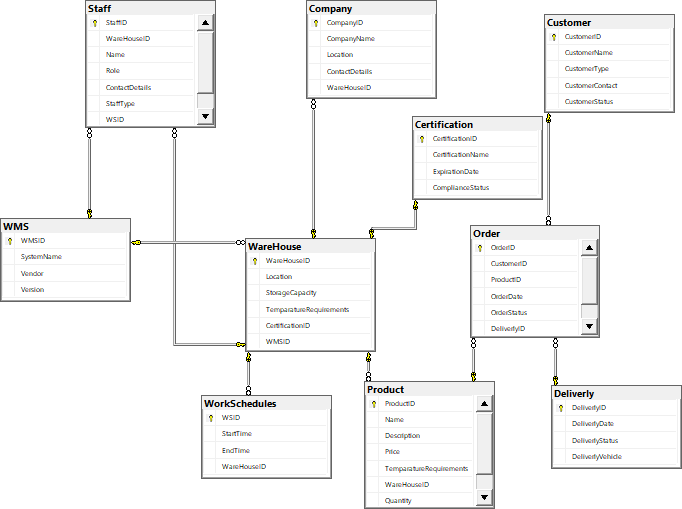 Staff
StaffID
WareHouseID
Name
Role
ContactDetails
StaffType
WSID
Company
CompanyID
CompanyName
Location
ContactDetails
WareHouseID
Customer
CustomerID
CustomerName
CustomerType
CustomerContact
CustomerStatus
Certification
CertificationID
CertificationName
ExpirationDate
ComplianceStatus
WMS
WMSID
SystemName
Vendor
Version
WareHouse
WareHouseID
Location
StorageCapacity
TemparatureRequirements
CertificationID
WMSID
Order
OrderID
CustomerID
ProductID
OrderDate
OrderStatus
DeliverlyID
WorkSchedules
WSID
StartTime
EndTime
WareHouseID
Product
ProductID
Name
Description
Price
TemparatureRequirements
WareHouseID
Quantity
Deliverly
DeliverlyID
DeliverlyDate
DeliverlyStatus
DeliverlyVehicle